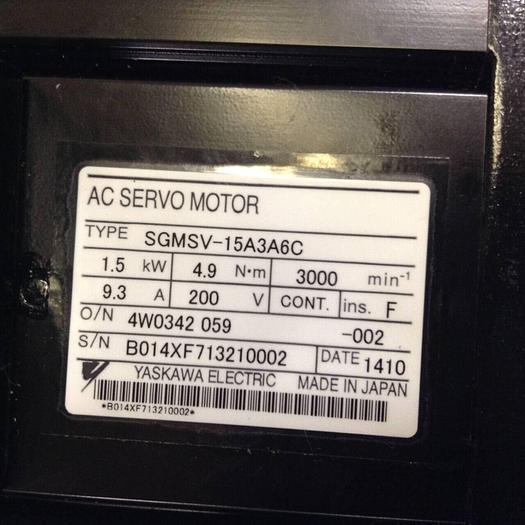 AC SERVO MOTOR
TYPE SGMSV-15A3A6C
1.5 kW 4.9 N・m 3000 min⁻¹
9.3 A 200 V CONT. ins. F
O/N 4W0342 059 -002
S/N B014XF713210002 DATE 1410
YASKAWA ELECTRIC MADE IN JAPAN
*B014XF713210002*